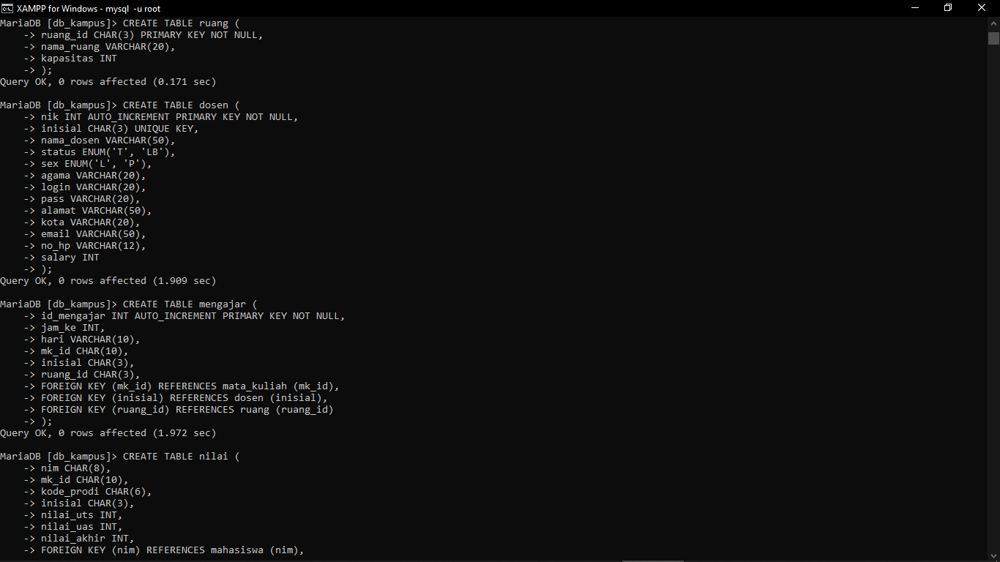 XAMPP for Windows - mysql  -u root
MariaDB [db_kampus]> CREATE TABLE ruang (
    -> ruang_id CHAR(3) PRIMARY KEY NOT NULL,
    -> nama_ruang VARCHAR(20),
    -> kapasitas INT
    -> );
Query OK, 0 rows affected (0.171 sec)

MariaDB [db_kampus]> CREATE TABLE dosen (
    -> nik INT AUTO_INCREMENT PRIMARY KEY NOT NULL,
    -> inisial CHAR(3) UNIQUE KEY,
    -> nama_dosen VARCHAR(50),
    -> status ENUM('T', 'LB'),
    -> sex ENUM('L', 'P'),
    -> agama VARCHAR(20),
    -> login VARCHAR(20),
    -> pass VARCHAR(20),
    -> alamat VARCHAR(50),
    -> kota VARCHAR(20),
    -> email VARCHAR(50),
    -> no_hp VARCHAR(12),
    -> salary INT
    -> );
Query OK, 0 rows affected (1.909 sec)

MariaDB [db_kampus]> CREATE TABLE mengajar (
    -> id_mengajar INT AUTO_INCREMENT PRIMARY KEY NOT NULL,
    -> jam_ke INT,
    -> hari VARCHAR(10),
    -> mk_id CHAR(10),
    -> inisial CHAR(3),
    -> ruang_id CHAR(3),
    -> FOREIGN KEY (mk_id) REFERENCES mata_kuliah (mk_id),
    -> FOREIGN KEY (inisial) REFERENCES dosen (inisial),
    -> FOREIGN KEY (ruang_id) REFERENCES ruang (ruang_id)
    -> );
Query OK, 0 rows affected (1.972 sec)

MariaDB [db_kampus]> CREATE TABLE nilai (
    -> nim CHAR(8),
    -> mk_id CHAR(10),
    -> kode_prodi CHAR(6),
    -> inisial CHAR(3),
    -> nilai_uts INT,
    -> nilai_uas INT,
    -> nilai_akhir INT,
    -> FOREIGN KEY (nim) REFERENCES mahasiswa (nim),